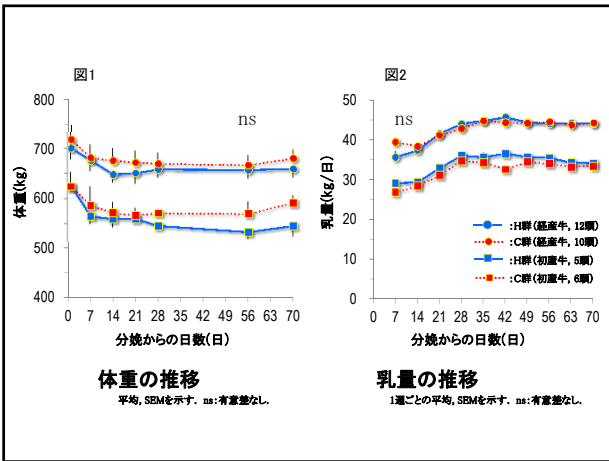 図1
800
700
600
500
400
体重(kg)
ns
0 7 14 21 28 35 42 49 56 63 70
分娩からの日数(日)
体重の推移
平均, SEMを示す. ns:有意差なし.
図2
50
40
30
20
10
0
乳量(kg/日)
ns
:H群(経産牛, 12頭)
:C群(経産牛, 10頭)
:H群(初産牛, 5頭)
:C群(初産牛, 6頭)
0 7 14 21 28 35 42 49 56 63 70
分娩からの日数(日)
乳量の推移
1週ごとの平均, SEMを示す. ns:有意差なし.